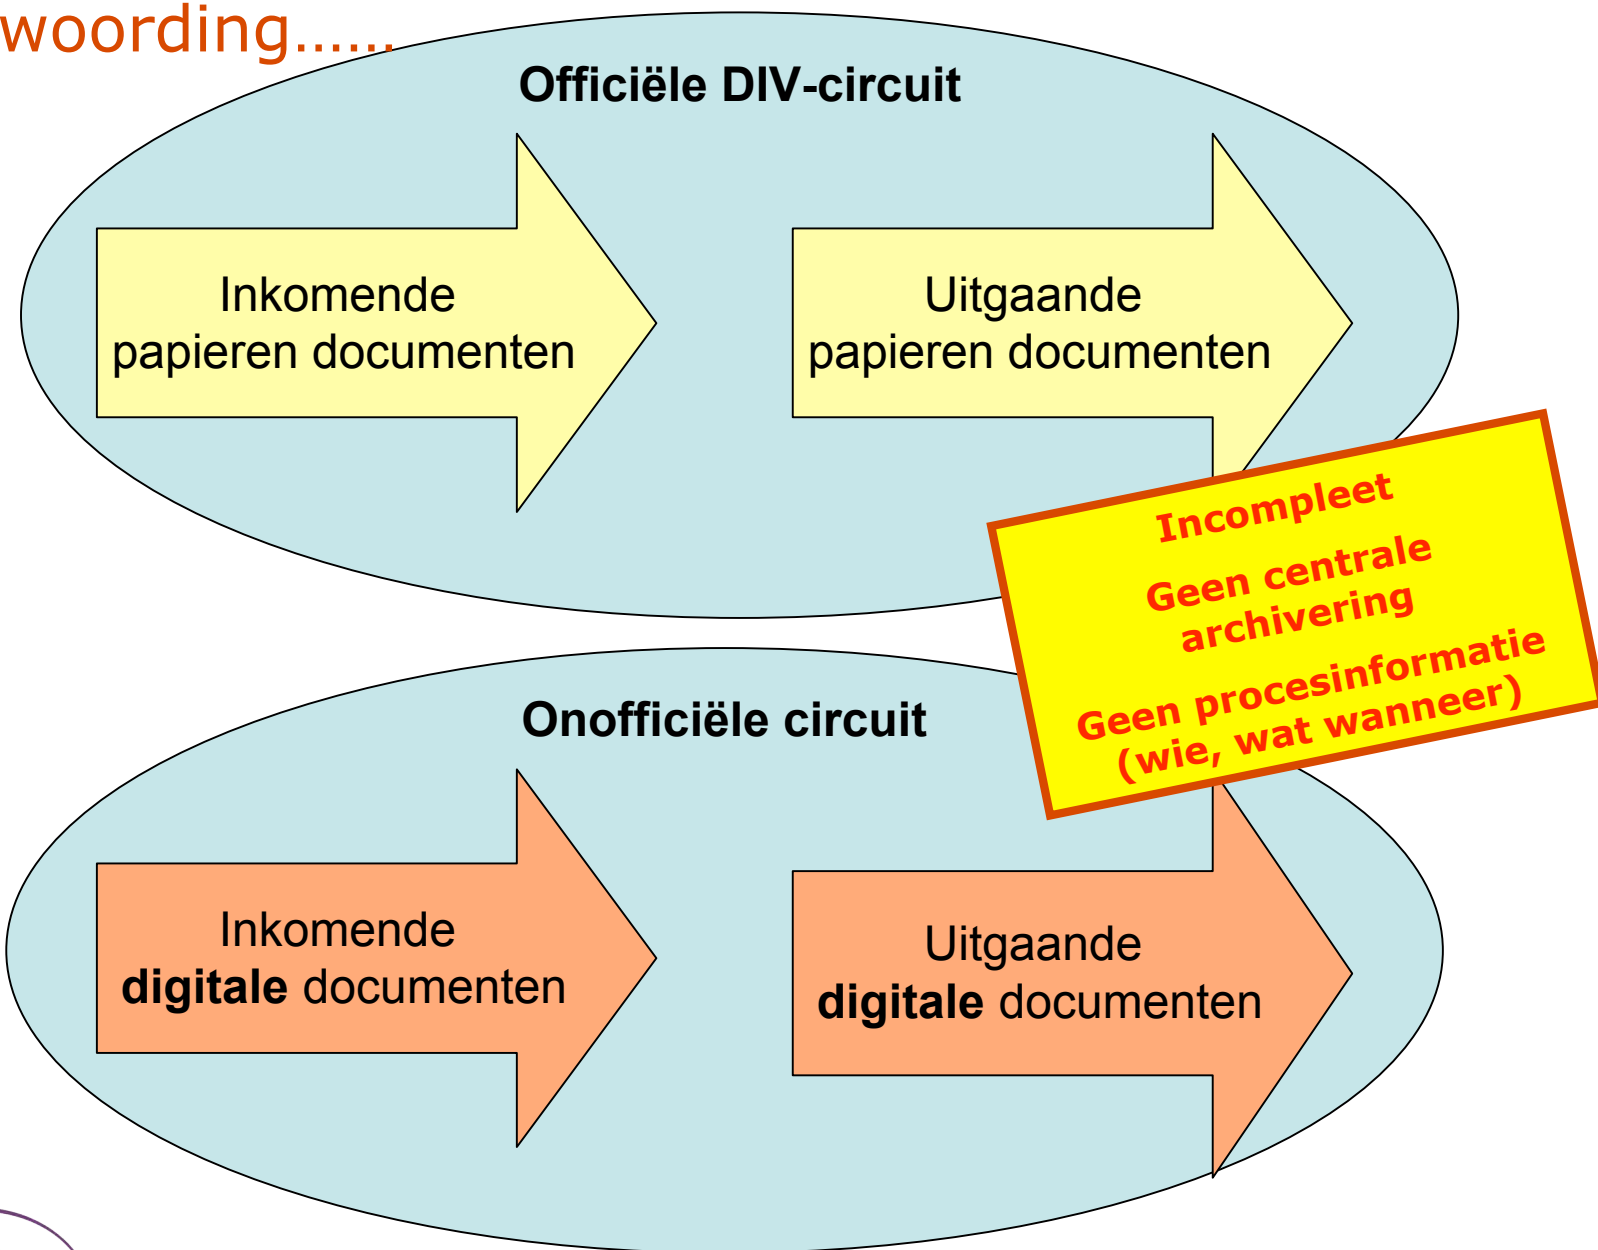 woording......
Officiële DIV-circuit
Inkomende
papieren documenten
Uitgaande
papieren documenten
Incompleet
Geen centrale
archivering
Geen procesinformatie
(wie, wat wanneer)
Onofficiële circuit
Inkomende
digitale documenten
Uitgaande
digitale documenten